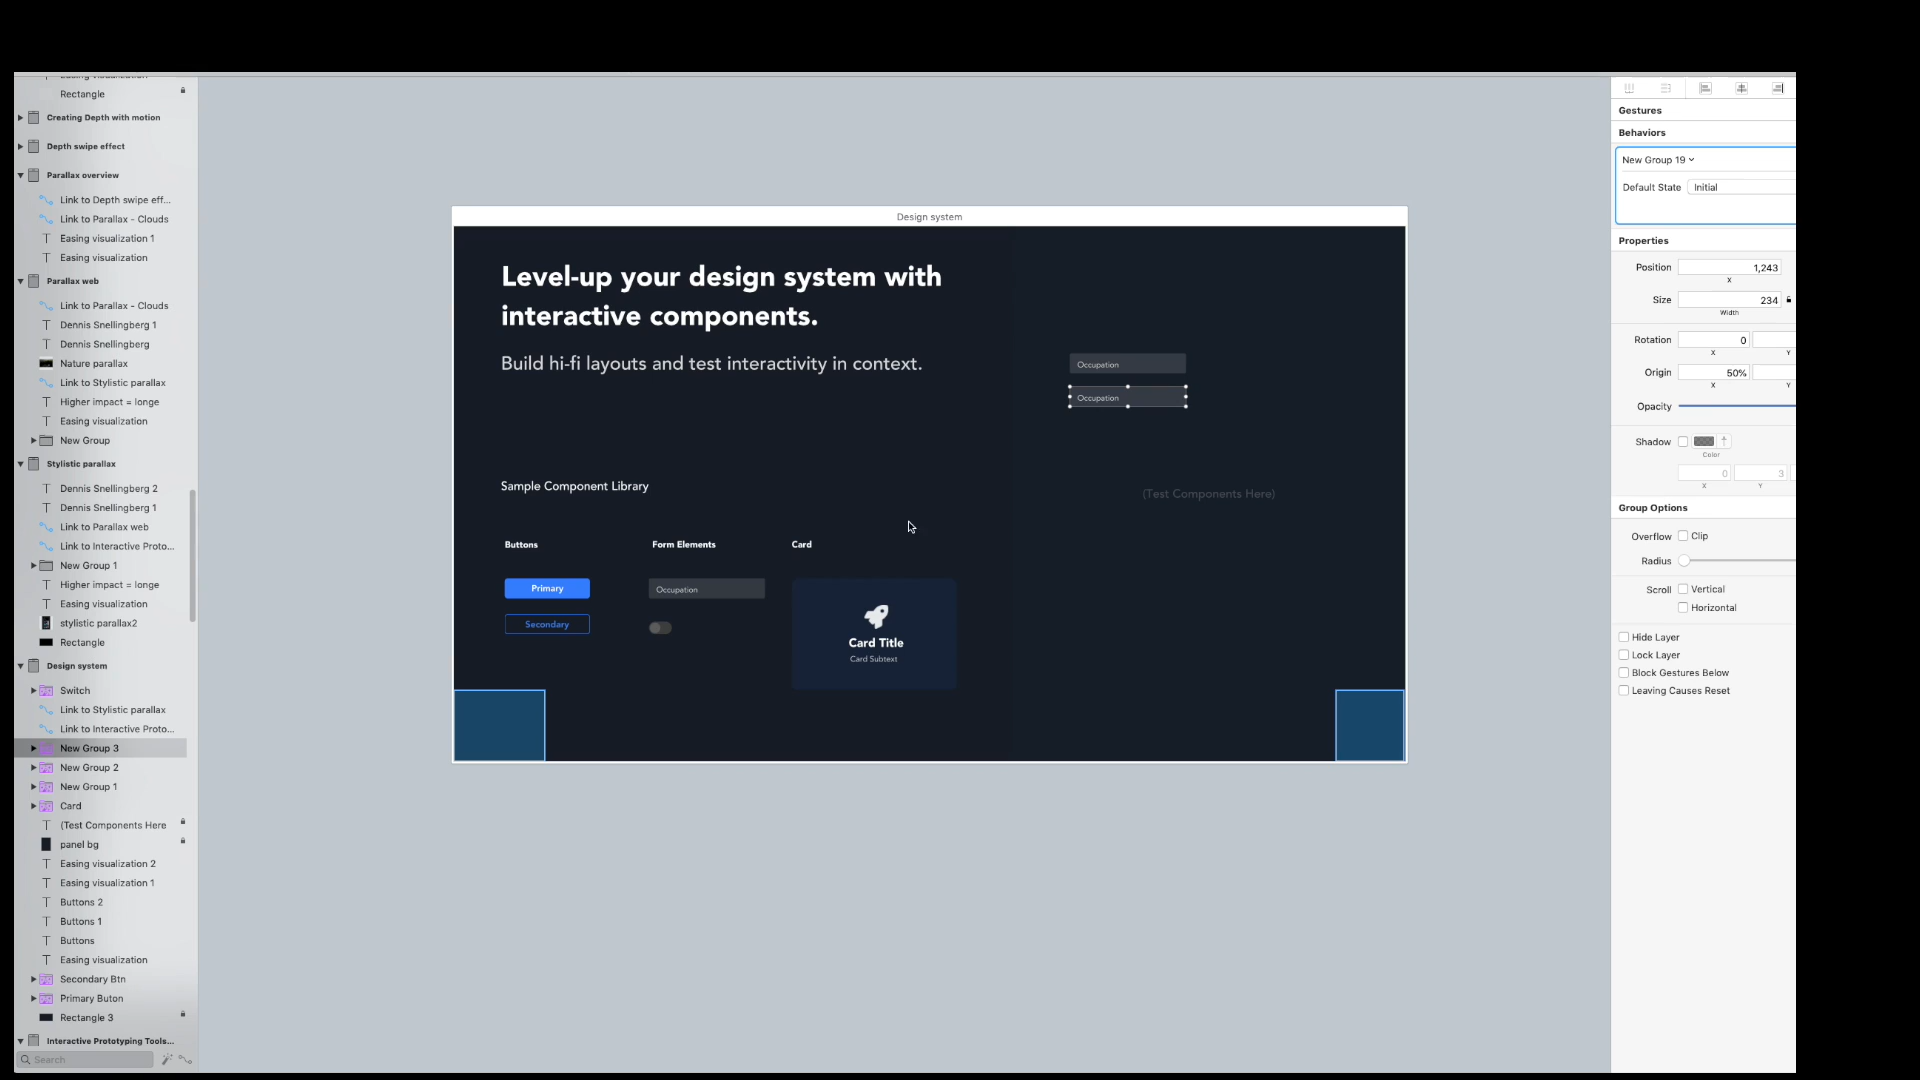 Rectangle
Creating Depth with motion
Depth swipe effect
Parallax overview
Link to Depth swipe eff...
Link to Parallax - Clouds
Easing visualization 1
Easing visualization
Parallax web
Link to Parallax - Clouds
Dennis Snellingberg 1
Dennis Snellingberg
Nature parallax
Link to Stylistic parallax
Higher impact = longe
Easing visualization
New Group
Stylistic parallax
Dennis Snellingberg 2
Dennis Snellingberg 1
Link to Parallax web
Link to Interactive Proto...
New Group 1
Higher impact = longe
Easing visualization
stylistic parallax2
Rectangle
Design system
Switch
Link to Stylistic parallax
Link to Interactive Proto...
New Group 3
New Group 2
New Group 1
Card
(Test Components Here
panel bg
Easing visualization 2
Easing visualization 1
Buttons 2
Buttons 1
Buttons
Easing visualization
Secondary Btn
Primary Buton
Rectangle 3
Interactive Prototyping Tools...
Search
Design system
Level-up your design system with
interactive components.
Build hi-fi layouts and test interactivity in context.
Occupation
Occupation
Sample Component Library
(Test Components Here)
Buttons Form Elements Card
Primary
Occupation
Secondary
Card Title
Card Subtext
Gestures
Behaviors
New Group 19
Default State Initial
Properties
Position 1,243
X
Size 234
Width
Rotation 0
X Y
Origin 50%
X Y
Opacity
Shadow
Color
0 3
X Y
Group Options
Overflow Clip
Radius
Scroll Vertical
Horizontal
Hide Layer
Lock Layer
Block Gestures Below
Leaving Causes Reset